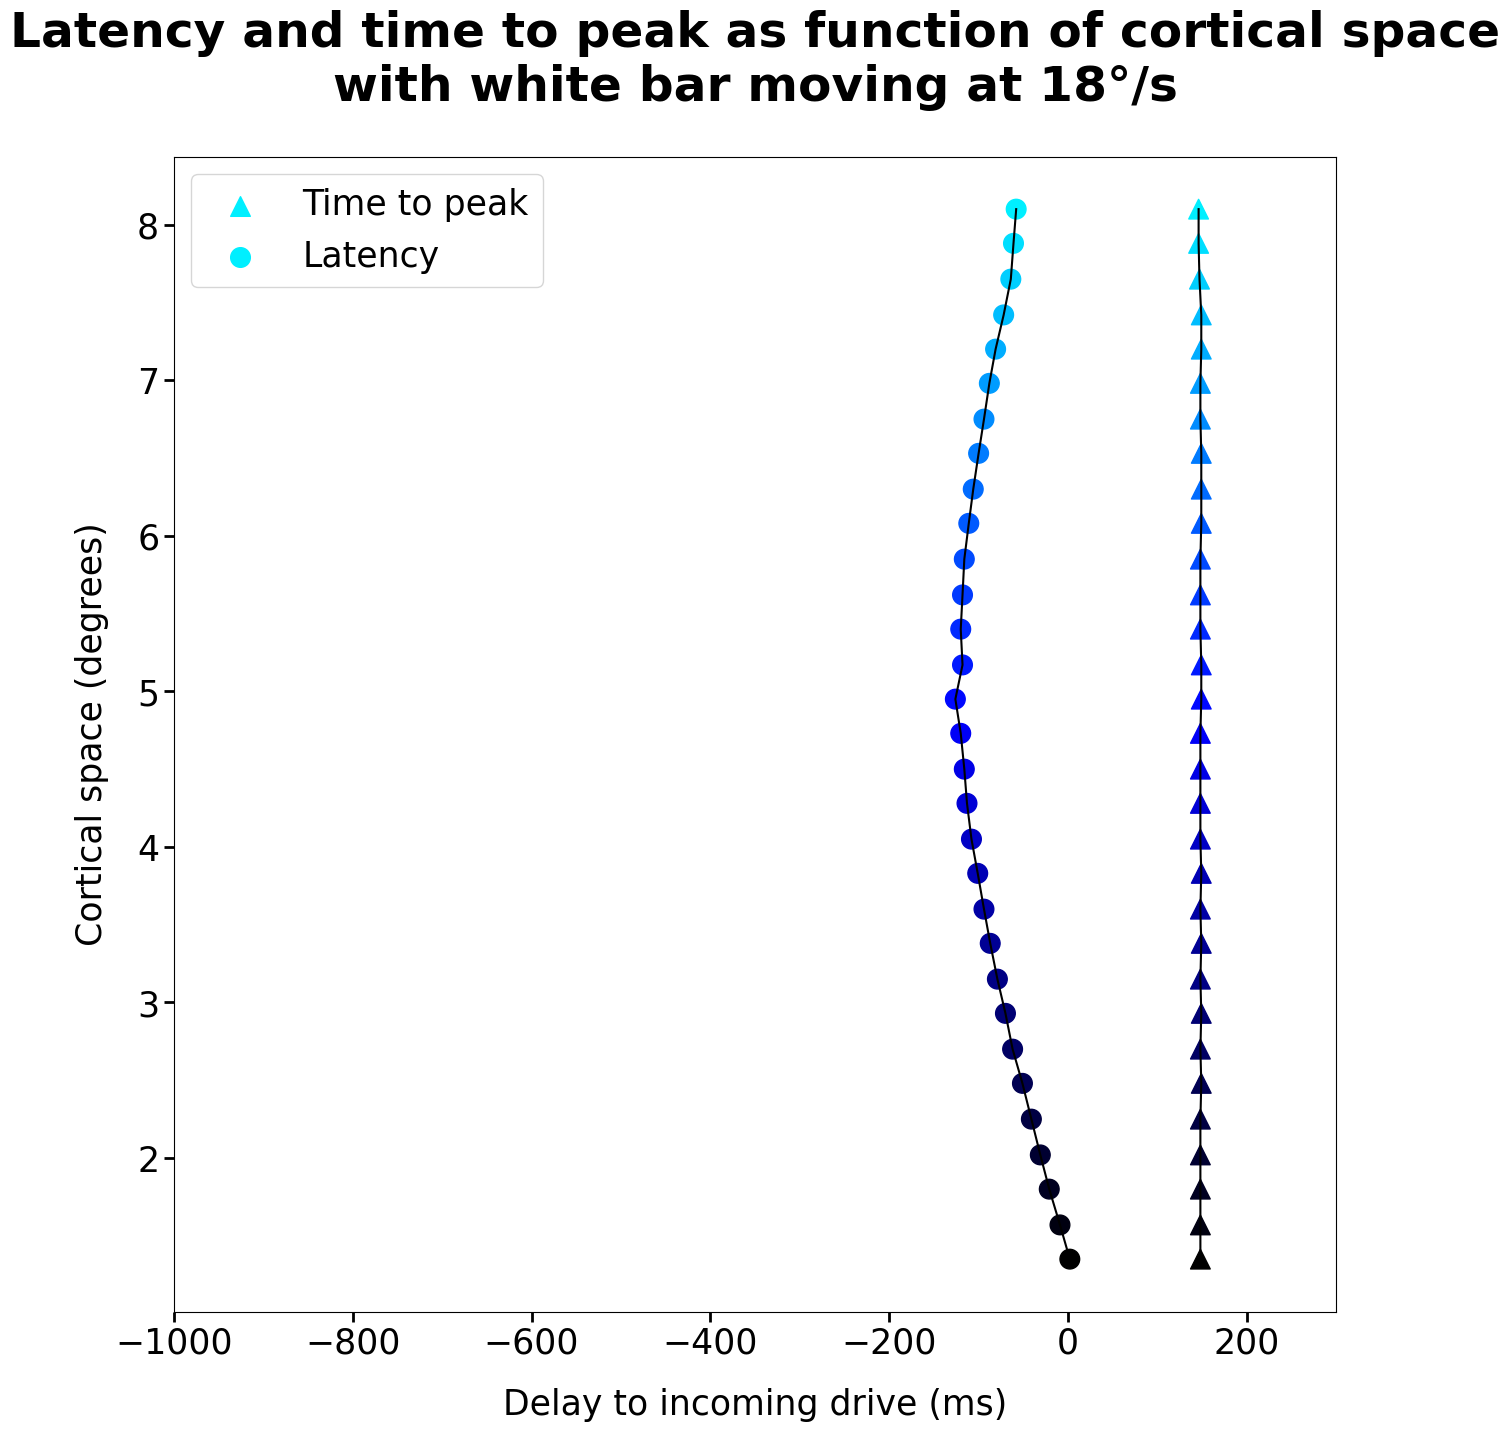 Latency and time to peak as function of cortical space
with white bar moving at 18°/s
Time to peak
Latency
8
7
6
5
4
3
2
Cortical space (degrees)
−1000 −800 −600 −400 −200 0 200
Delay to incoming drive (ms)